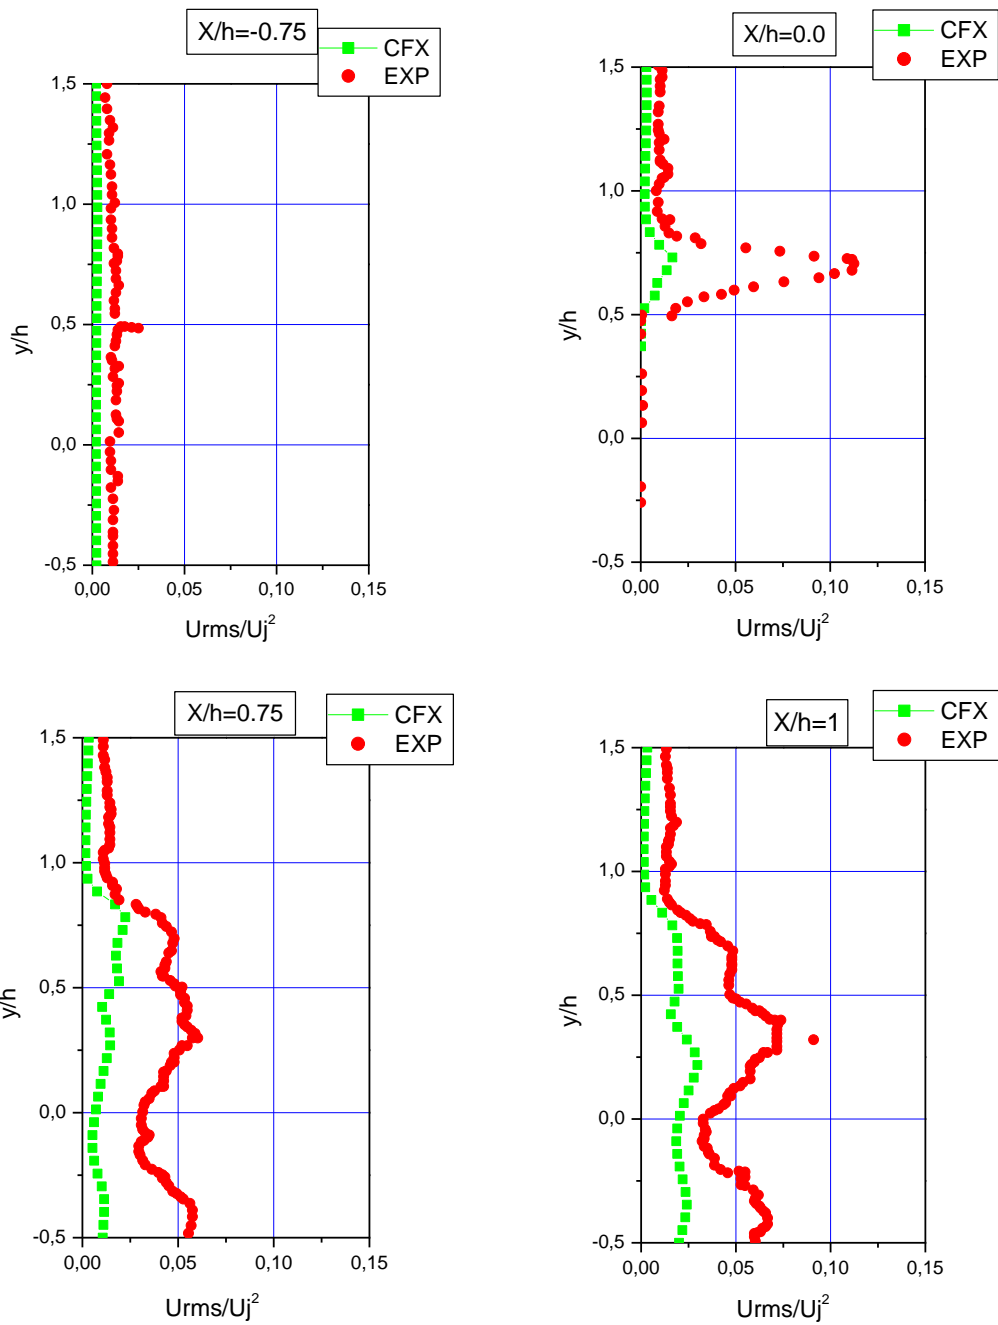 X/h=-0.75
CFX
EXP
1,5
1,0
0,5
0,0
-0,5
y/h
0,00 0,05 0,10 0,15
Urms/Uj²
X/h=0.0
CFX
EXP
1,5
1,0
0,5
0,0
-0,5
y/h
0,00 0,05 0,10 0,15
Urms/Uj²
X/h=0.75
CFX
EXP
1,5
1,0
0,5
0,0
-0,5
y/h
0,00 0,05 0,10 0,15
Urms/Uj²
X/h=1
CFX
EXP
1,5
1,0
0,5
0,0
-0,5
y/h
0,00 0,05 0,10 0,15
Urms/Uj²